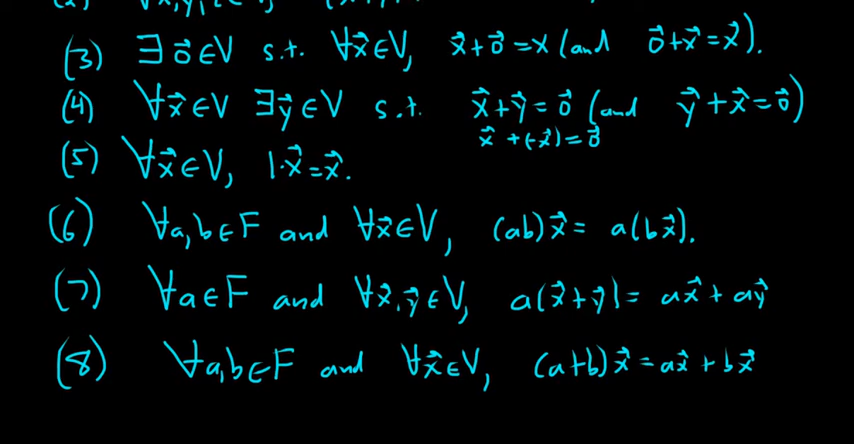 (3) ∃ 0⃗ ∈V s.t. ∀x⃗∈V, x⃗+0⃗ =x (and 0⃗+x⃗=x⃗).
(4) ∀x⃗∈V ∃y⃗∈V s.t. x⃗+y⃗=0⃗ (and y⃗+x⃗=0⃗)
x⃗ +(-x⃗)=0⃗
(5) ∀x⃗∈V, 1·x⃗=x⃗.
(6) ∀a,b∈F and ∀x⃗∈V, (ab)x⃗= a(bx⃗).
(7) ∀a∈F and ∀x⃗,y⃗∈V, a(x⃗+y⃗)= ax⃗+ay⃗
(8) ∀a,b∈F and ∀x⃗∈V, (a+b)x⃗=ax⃗+bx⃗